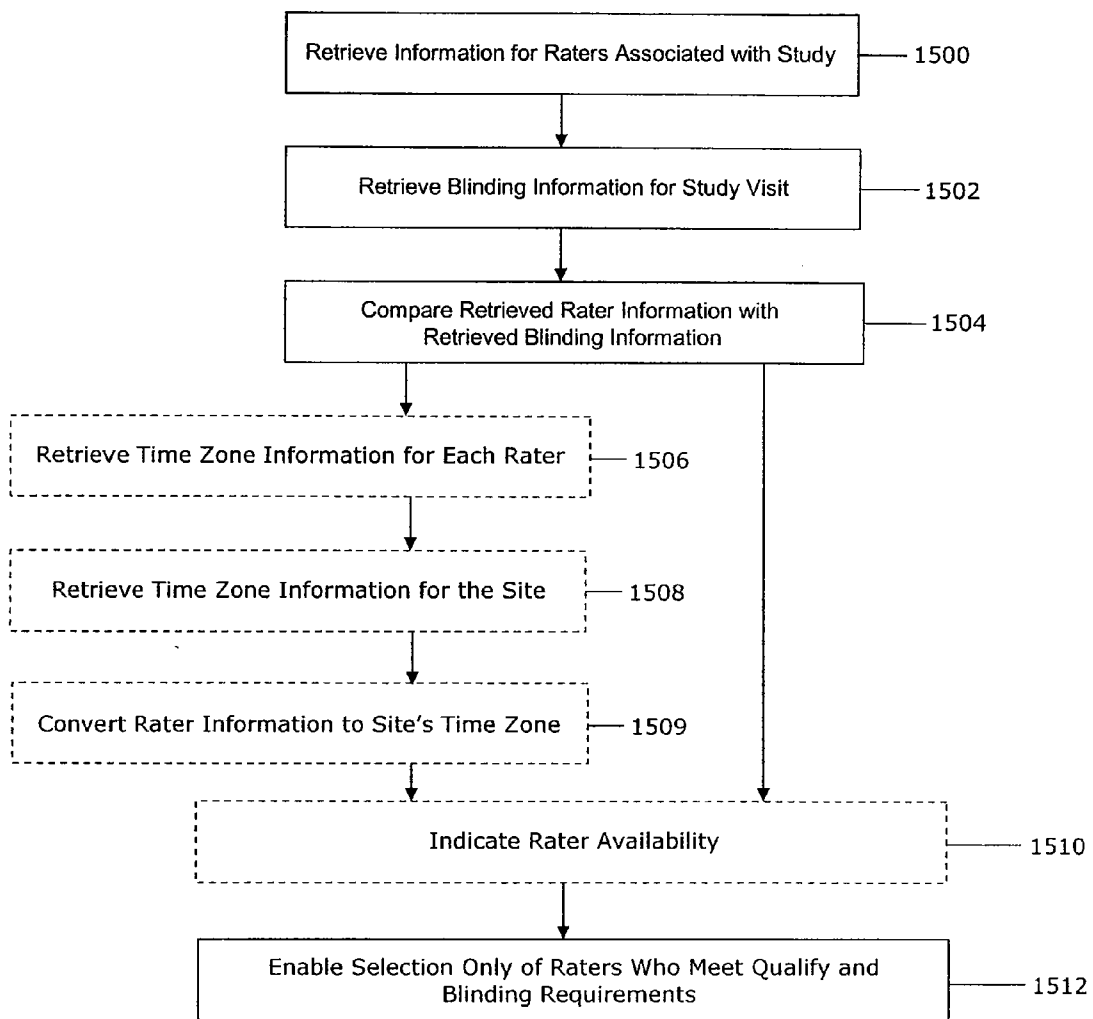 Retrieve Information for Raters Associated with Study
1500
Retrieve Blinding Information for Study Visit
1502
Compare Retrieved Rater Information with
Retrieved Blinding Information
1504
Retrieve Time Zone Information for Each Rater
1506
Retrieve Time Zone Information for the Site
1508
Convert Rater Information to Site's Time Zone
1509
Indicate Rater Availability
1510
Enable Selection Only of Raters Who Meet Qualify and
Blinding Requirements
1512